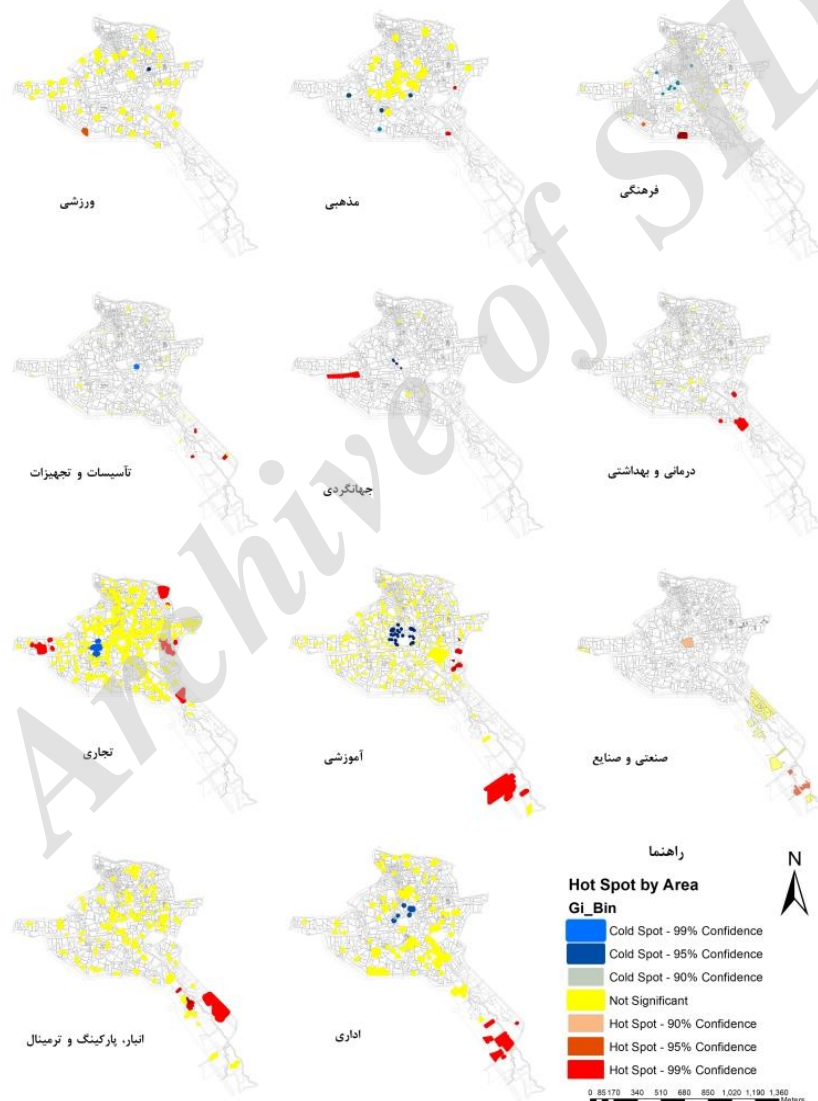 Archive of SID
ورزشی
مذهبی
فرهنگی
تأسیسات و تجهیزات
جهانگردی
درمانی و بهداشتی
تجاری
آموزشی
صنعتی و صنایع
انبار، پارکینگ و ترمینال
اداری
راهنما
N
Hot Spot by Area
Gi_Bin
Cold Spot - 99% Confidence
Cold Spot - 95% Confidence
Cold Spot - 90% Confidence
Not Significant
Hot Spot - 90% Confidence
Hot Spot - 95% Confidence
Hot Spot - 99% Confidence
0 85 170 340 510 680 850 1,020 1,190 1,360
Meters